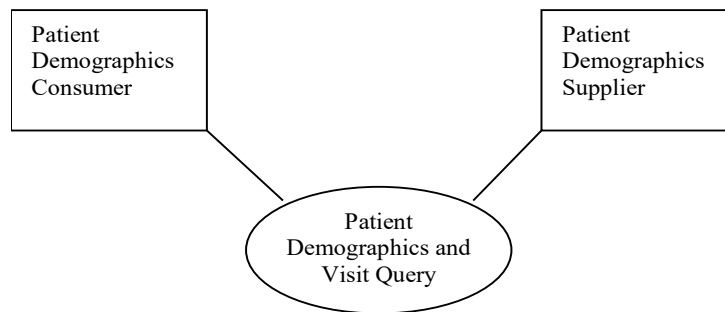 Patient
Demographics
Consumer
Patient
Demographics
Supplier
Patient
Demographics and
Visit Query